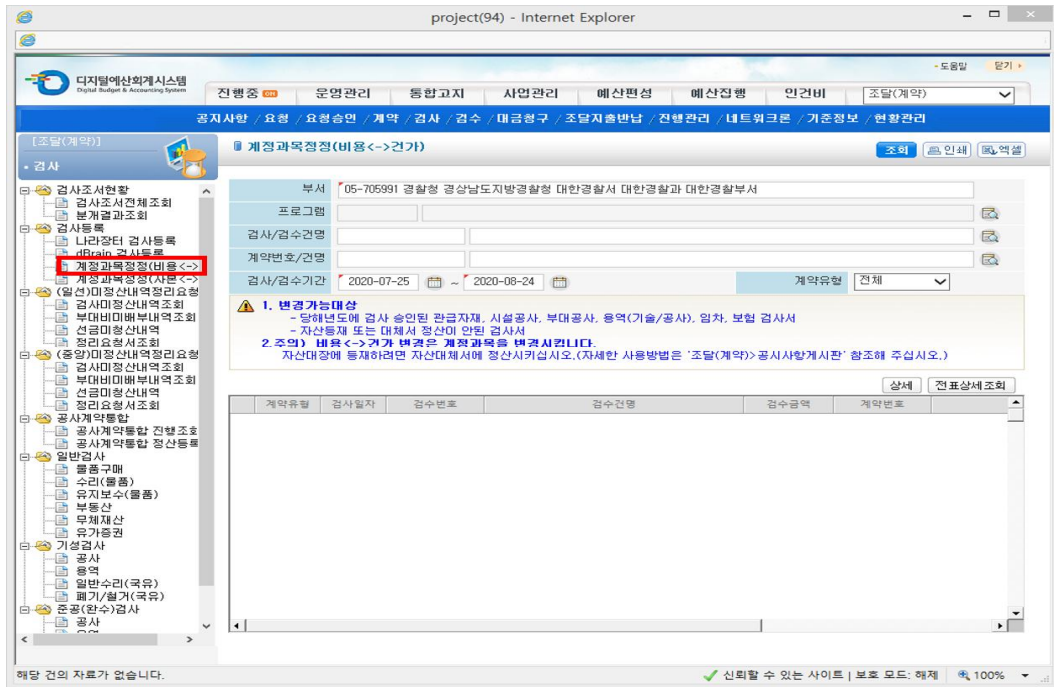 project(94) - Internet Explorer
디지털예산회계시스템
Digital Budget & Accounting System
도움말 닫기
진행중 ON 운영관리 통합고지 사업관리 예산편성 예산집행 인건비 조달(계약)
공지사항 / 요청 / 요청승인 / 계약 / 검사 / 검수 / 대금청구 / 조달지출반납 / 진행관리 / 네트워크론 / 기준정보 / 현황관리
[조달(계약)]
검사
검사조서현황
검사조서전체조회
분개결과조회
검사등록
나라장터 검사등록
dBrain 검사등록
계정과목정정(비용<->
계정과목정정(자본<->
(일선)미정산내역정리요청
검사미정산내역조회
부대비미배부내역조회
선금미청산내역
정리요청서조회
(중앙)미정산내역정리요청
검사미정산내역조회
부대비미배부내역조회
선금미청산내역
정리요청서조회
공사계약통합
공사계약통합 진행조회
공사계약통합 정산등록
일반검사
물품구매
수리(물품)
유지보수(물품)
부동산
무체재산
유가증권
기성검사
공사
용역
일반수리(국유)
폐기/철거(국유)
준공(완수)검사
공사
계정과목정정(비용<->건가)
조회 인쇄 엑셀
부서 05-705991 경찰청 경상남도지방경찰청 대한경찰서 대한경찰과 대한경찰부서
프로그램
검사/검수건명
계약번호/건명
검사/검수기간 2020-07-25 ~ 2020-08-24 계약유형 전체
1. 변경가능대상
- 당해년도에 검사 승인된 관급자재, 시설공사, 부대공사, 용역(기술/공사), 임차, 보험 검사서
- 자산등재 또는 대체서 정산이 안된 검사서
2.주의) 비용<->건가 변경은 계정과목을 변경시킵니다.
자산대장에 등재하려면 자산대체서에 정산시키십시오.(자세한 사용방법은 '조달(계약)>공시사항게시판' 참조해 주십시오.)
상세 전표상세조회
계약유형 검사일자 검수번호 검수건명 검수금액 계약번호
해당 건의 자료가 없습니다.
신뢰할 수 있는 사이트 | 보호 모드: 해제 100%